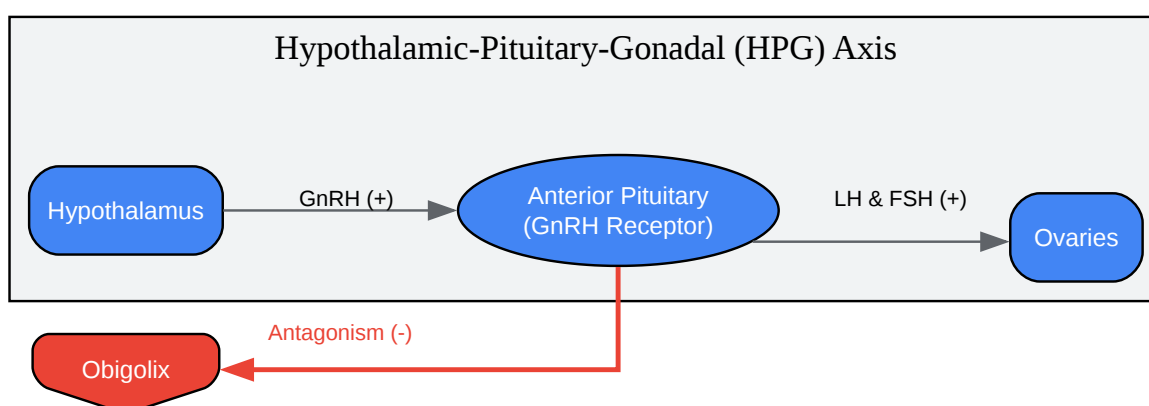 Hypothalamic-Pituitary-Gonadal (HPG) Axis
Hypothalamus
GnRH (+)
Anterior Pituitary
(GnRH Receptor)
LH & FSH (+)
Ovaries
Antagonism (-)
Obigolix